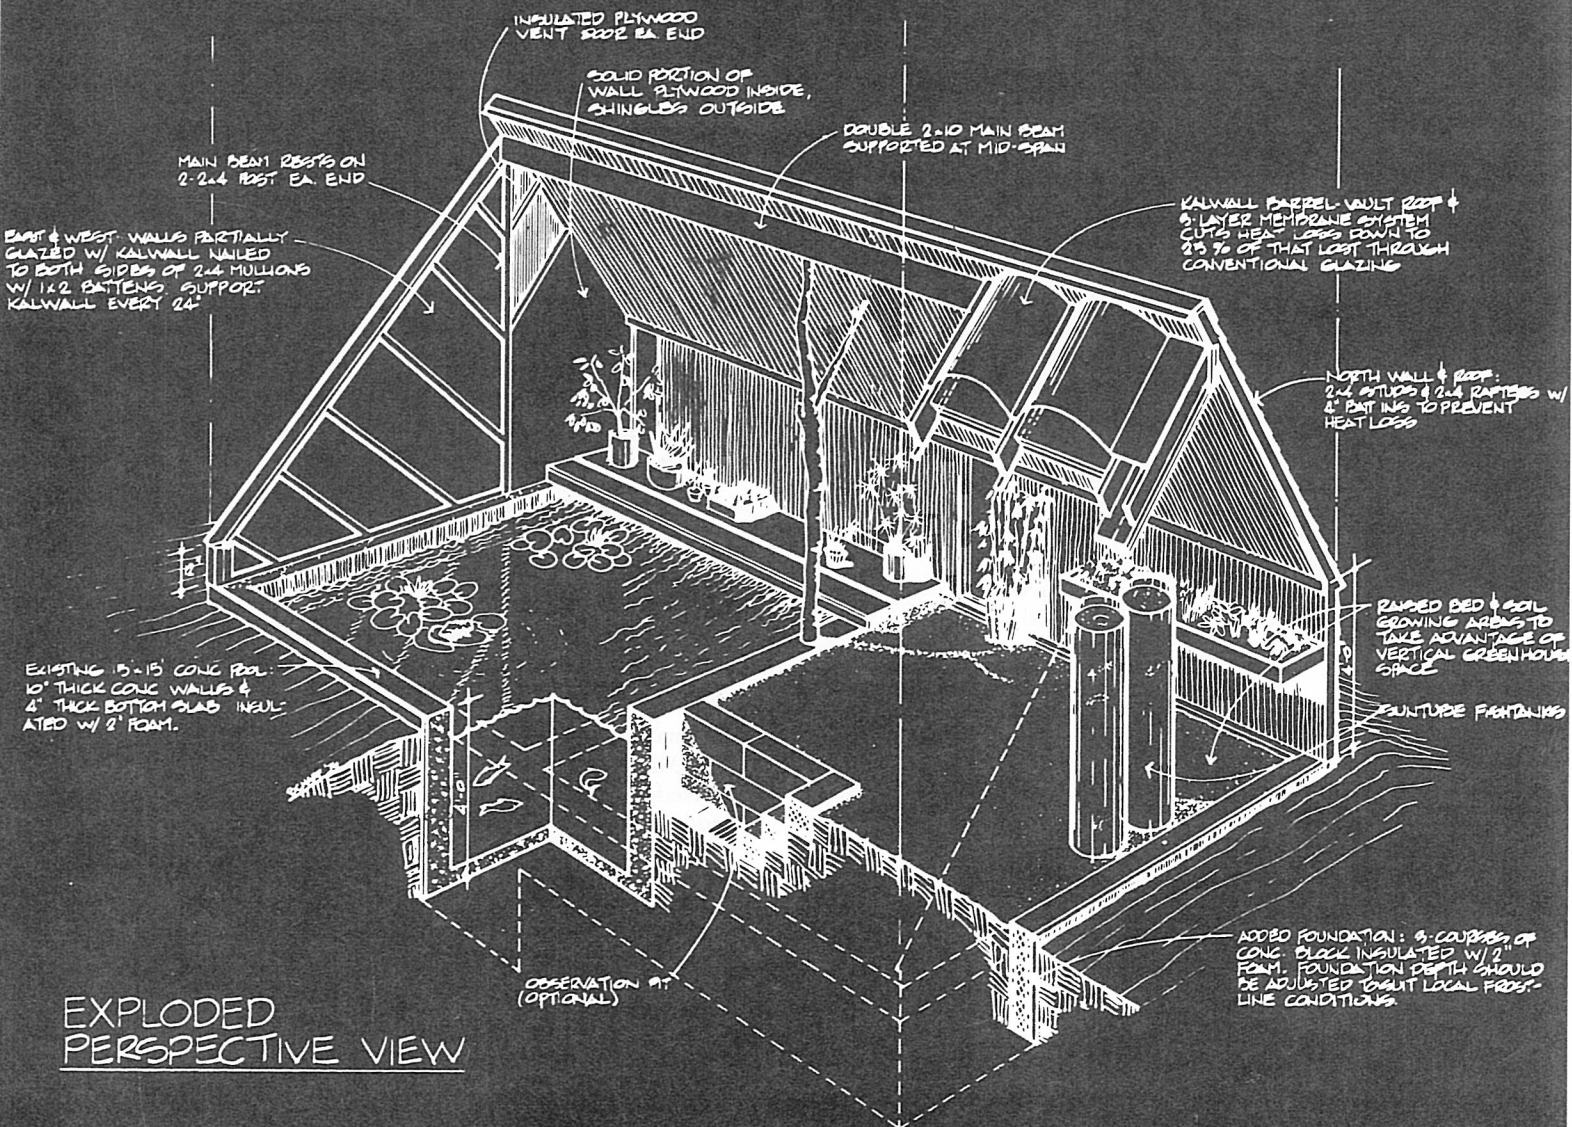 INSULATED PLYWOOD
VENT DOOR EA. END
SOLID PORTION OF
WALL PLYWOOD INSIDE,
SHINGLES OUTSIDE
DOUBLE 2x10 MAIN BEAM
SUPPORTED AT MID-SPAN
MAIN BEAM RESTS ON
2-2x4 POST EA. END
KALWALL BARREL-VAULT ROOF &
3-LAYER MEMBRANE SYSTEM
CUTS HEAT LOSS DOWN TO
25 % OF THAT LOST THROUGH
CONVENTIONAL GLAZING
EAST & WEST WALLS PARTIALLY
GLAZED W/ KALWALL NAILED
TO BOTH SIDES OF 2x4 MULLIONS
W/ 1x2 BATTENS. SUPPORT
KALWALL EVERY 24"
NORTH WALL & ROOF:
2x4 STUDS & 2x4 RAFTERS W/
4" BATTING TO PREVENT
HEAT LOSS
RAISED BED & SOIL
GROWING AREAS TO
TAKE ADVANTAGE OF
VERTICAL GREENHOUSE
SPACE
4'-0"
SUNTUBE FISHTANKS
EXISTING 15x15' CONC POOL:
10" THICK CONC WALLS &
4" THICK BOTTOM SLAB INSUL-
ATED W/ 2" FOAM.
4'-0"
OBSERVATION PIT
(OPTIONAL)
ADDED FOUNDATION: 3-COURSES OF
CONC. BLOCK INSULATED W/ 2"
FOAM. FOUNDATION DEPTH SHOULD
BE ADJUSTED TO SUIT LOCAL FROST-
LINE CONDITIONS.
EXPLODED
PERSPECTIVE VIEW